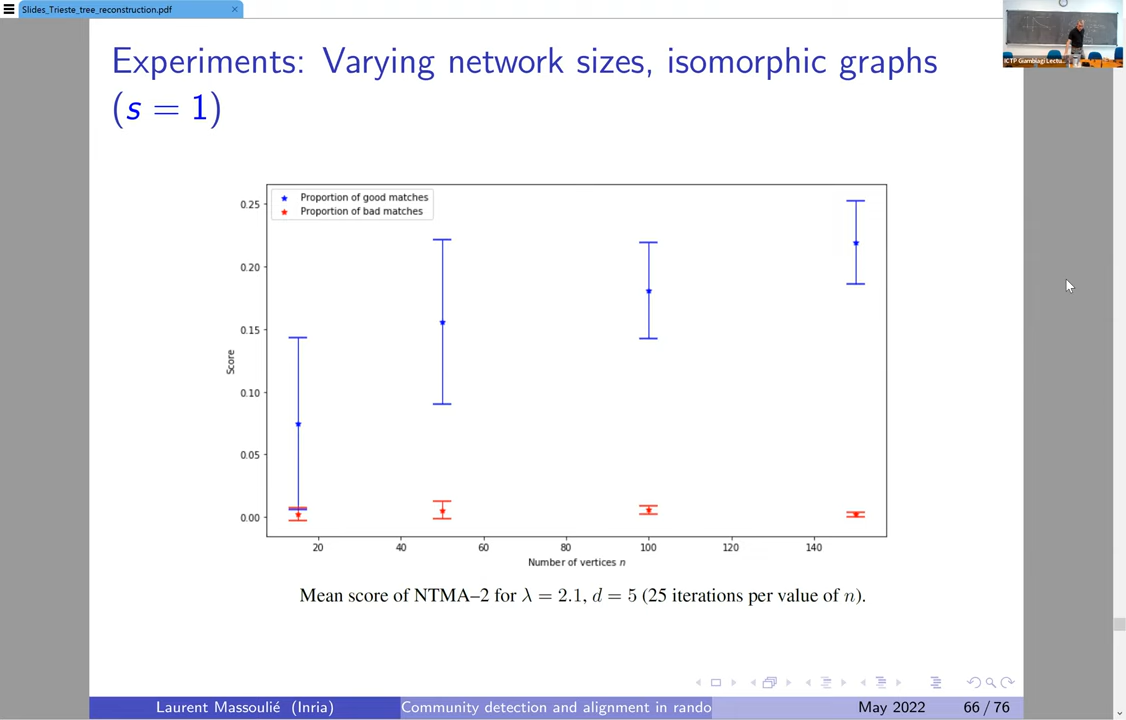 Slides_Trieste_tree_reconstruction.pdf
ICTP Giambiagi Lectu...
Experiments: Varying network sizes, isomorphic graphs
(s = 1)
Proportion of good matches
Proportion of bad matches
0.25
0.20
0.15
0.10
0.05
0.00
Score
20 40 60 80 100 120 140
Number of vertices n
Mean score of NTMA–2 for λ = 2.1, d = 5 (25 iterations per value of n).
Laurent Massoulié (Inria) Community detection and alignment in rando May 2022 66 / 76